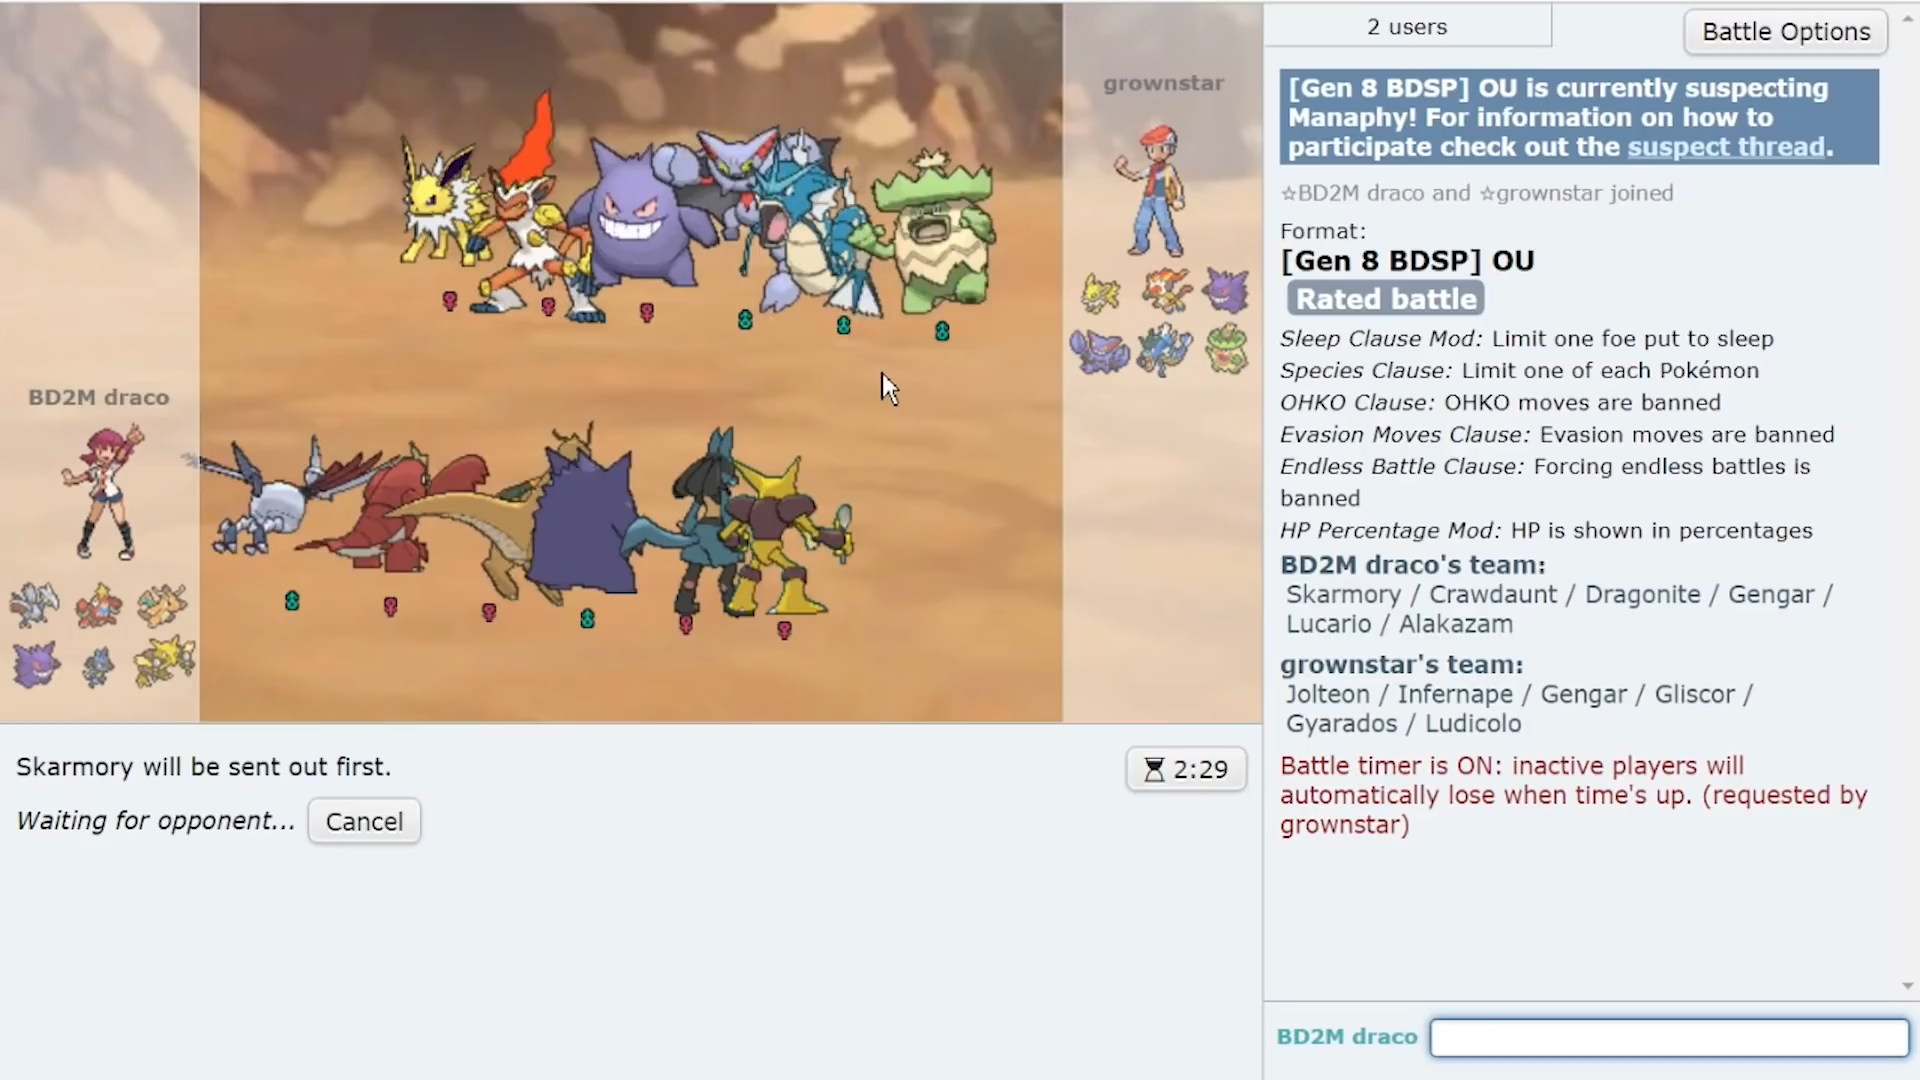 grownstar
BD2M draco
Skarmory will be sent out first.
2:29
Waiting for opponent...
Cancel
2 users
Battle Options
[Gen 8 BDSP] OU is currently suspecting
Manaphy! For information on how to
participate check out the suspect thread.
☆BD2M draco and ☆grownstar joined
Format:
[Gen 8 BDSP] OU
Rated battle
Sleep Clause Mod: Limit one foe put to sleep
Species Clause: Limit one of each Pokémon
OHKO Clause: OHKO moves are banned
Evasion Moves Clause: Evasion moves are banned
Endless Battle Clause: Forcing endless battles is
banned
HP Percentage Mod: HP is shown in percentages
BD2M draco's team:
Skarmory / Crawdaunt / Dragonite / Gengar /
Lucario / Alakazam
grownstar's team:
Jolteon / Infernape / Gengar / Gliscor /
Gyarados / Ludicolo
Battle timer is ON: inactive players will
automatically lose when time's up. (requested by
grownstar)
BD2M draco